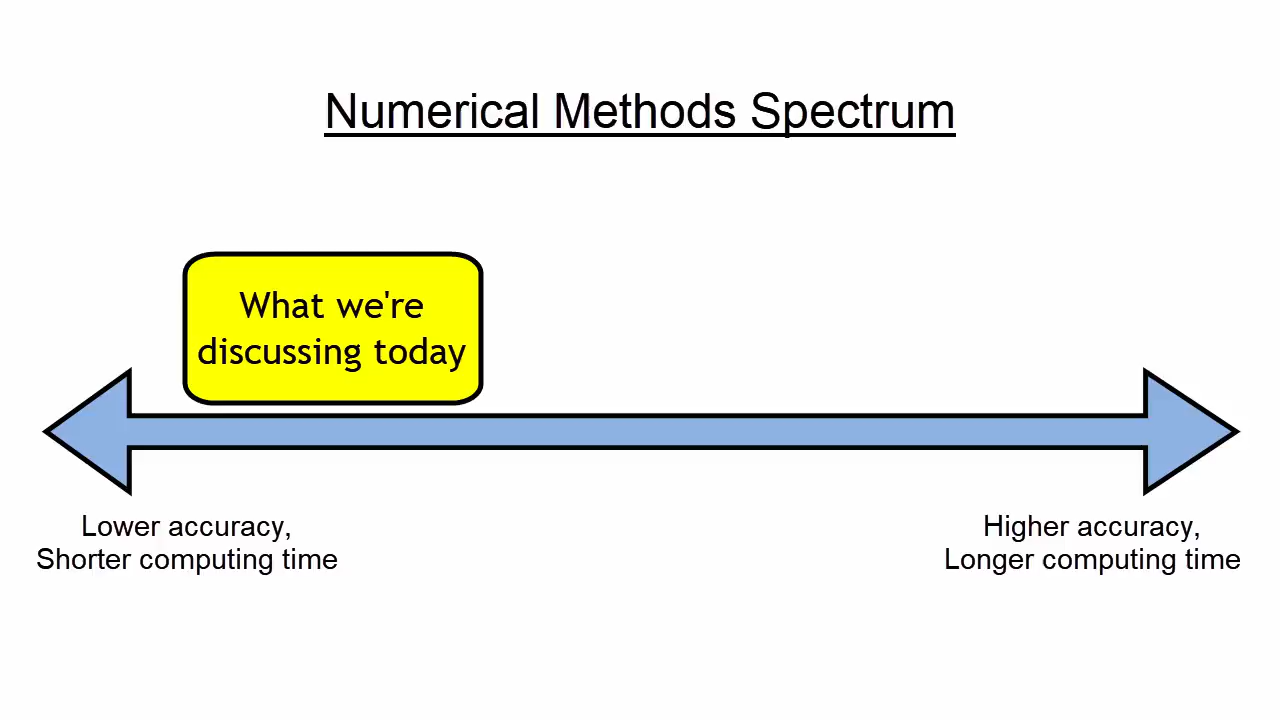 Numerical Methods Spectrum
What we're
discussing today
Lower accuracy,
Shorter computing time
Higher accuracy,
Longer computing time